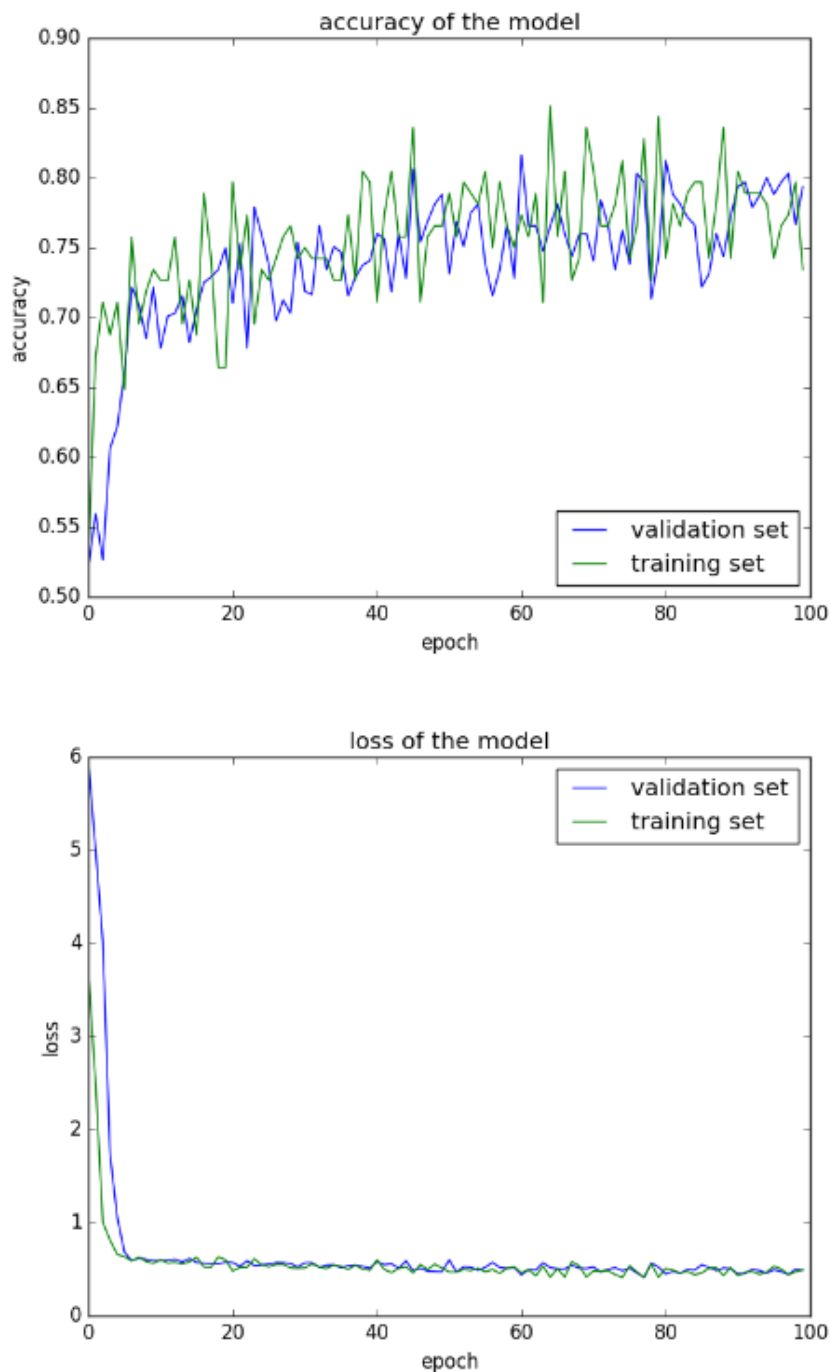 accuracy of the model
0.90
0.85
0.80
0.75
0.70
0.65
0.60
0.55
0.50
accuracy
validation set
training set
0 20 40 60 80 100
epoch
loss of the model
6
5
4
3
2
1
0
loss
validation set
training set
0 20 40 60 80 100
epoch